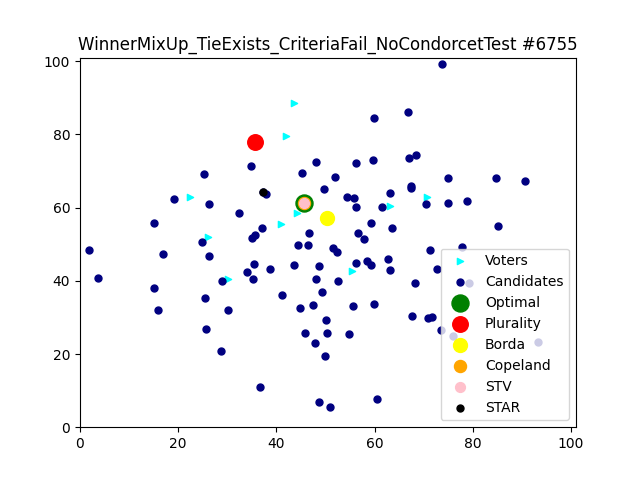 WinnerMixUp_TieExists_CriteriaFail_NoCondorcetTest #6755
100
80
60
40
20
0
0 20 40 60 80 100
Voters
Candidates
Optimal
Plurality
Borda
Copeland
STV
STAR